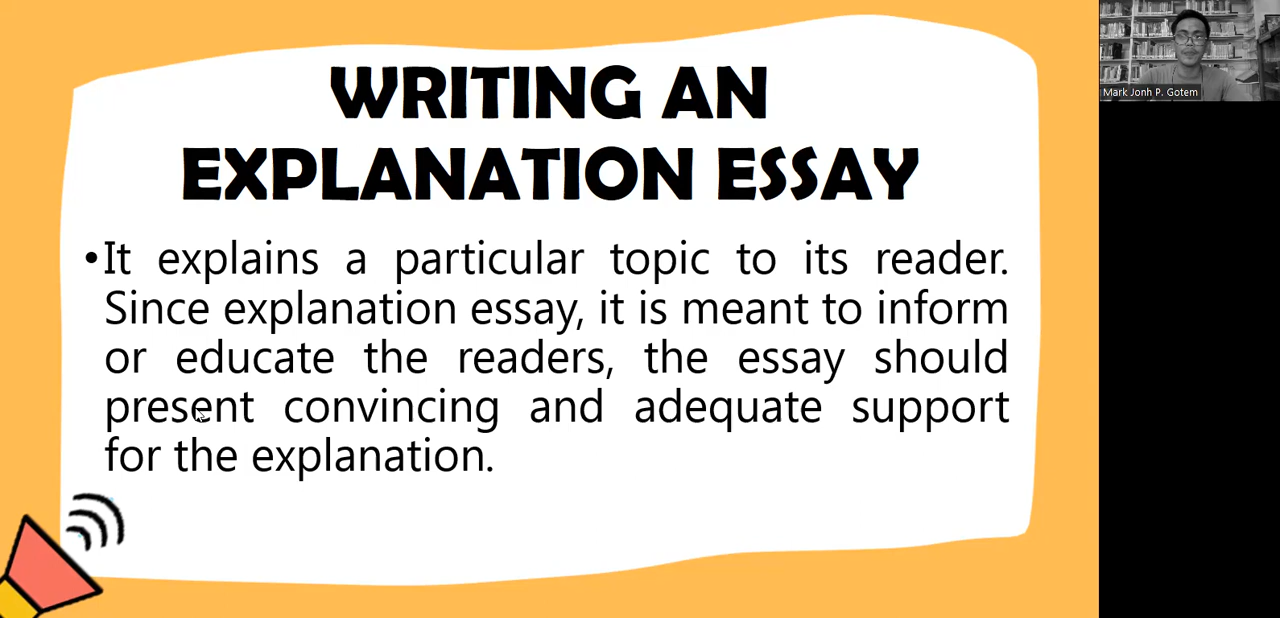 WRITING AN
EXPLANATION ESSAY
•It explains a particular topic to its reader.
Since explanation essay, it is meant to inform
or educate the readers, the essay should
present convincing and adequate support
for the explanation.
Mark Jonh P. Gotem